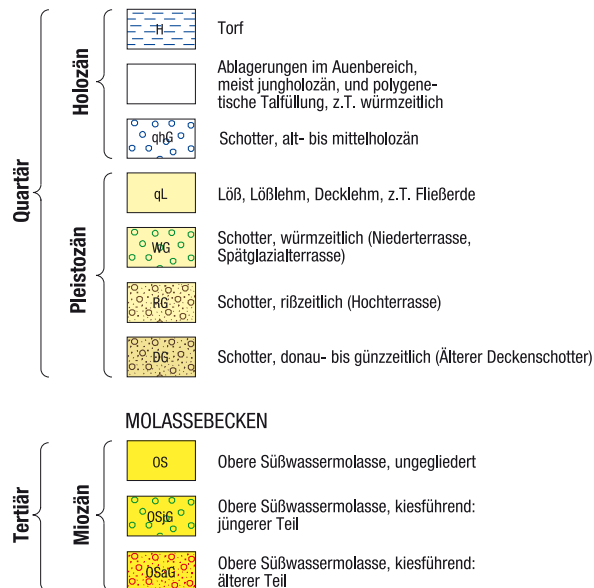 Quartär
Holozän
H Torf
Ablagerungen im Auenbereich,
meist jungholozän, und polygene-
tische Talfüllung, z.T. würmzeitlich
qhG Schotter, alt- bis mittelholozän
Pleistozän
qL Löß, Lößlehm, Decklehm, z.T. Fließerde
WG Schotter, würmzeitlich (Niederterrasse,
Spätglazialterrasse)
RG Schotter, rißzeitlich (Hochterrasse)
DG Schotter, donau- bis günzzeitlich (Älterer Deckenschotter)
MOLASSEBECKEN
Tertiär
Miozän
OS Obere Süßwassermolasse, ungegliedert
OSjG Obere Süßwassermolasse, kiesführend:
jüngerer Teil
OSaG Obere Süßwassermolasse, kiesführend:
älterer Teil